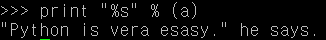 >>> print "%s" % (a)
"Python is vera esasy." he says.